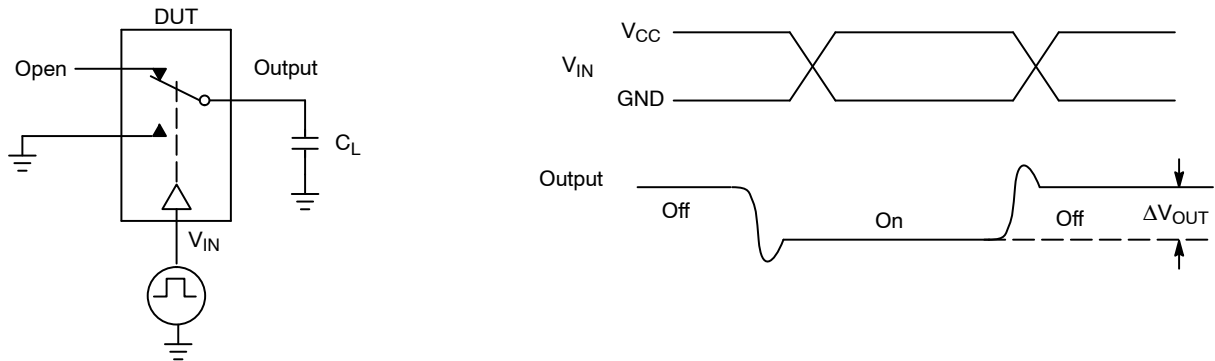 DUT
Open
Output
C_L
V_IN
V_CC
V_IN
GND
Output
Off
On
Off
ΔV_OUT